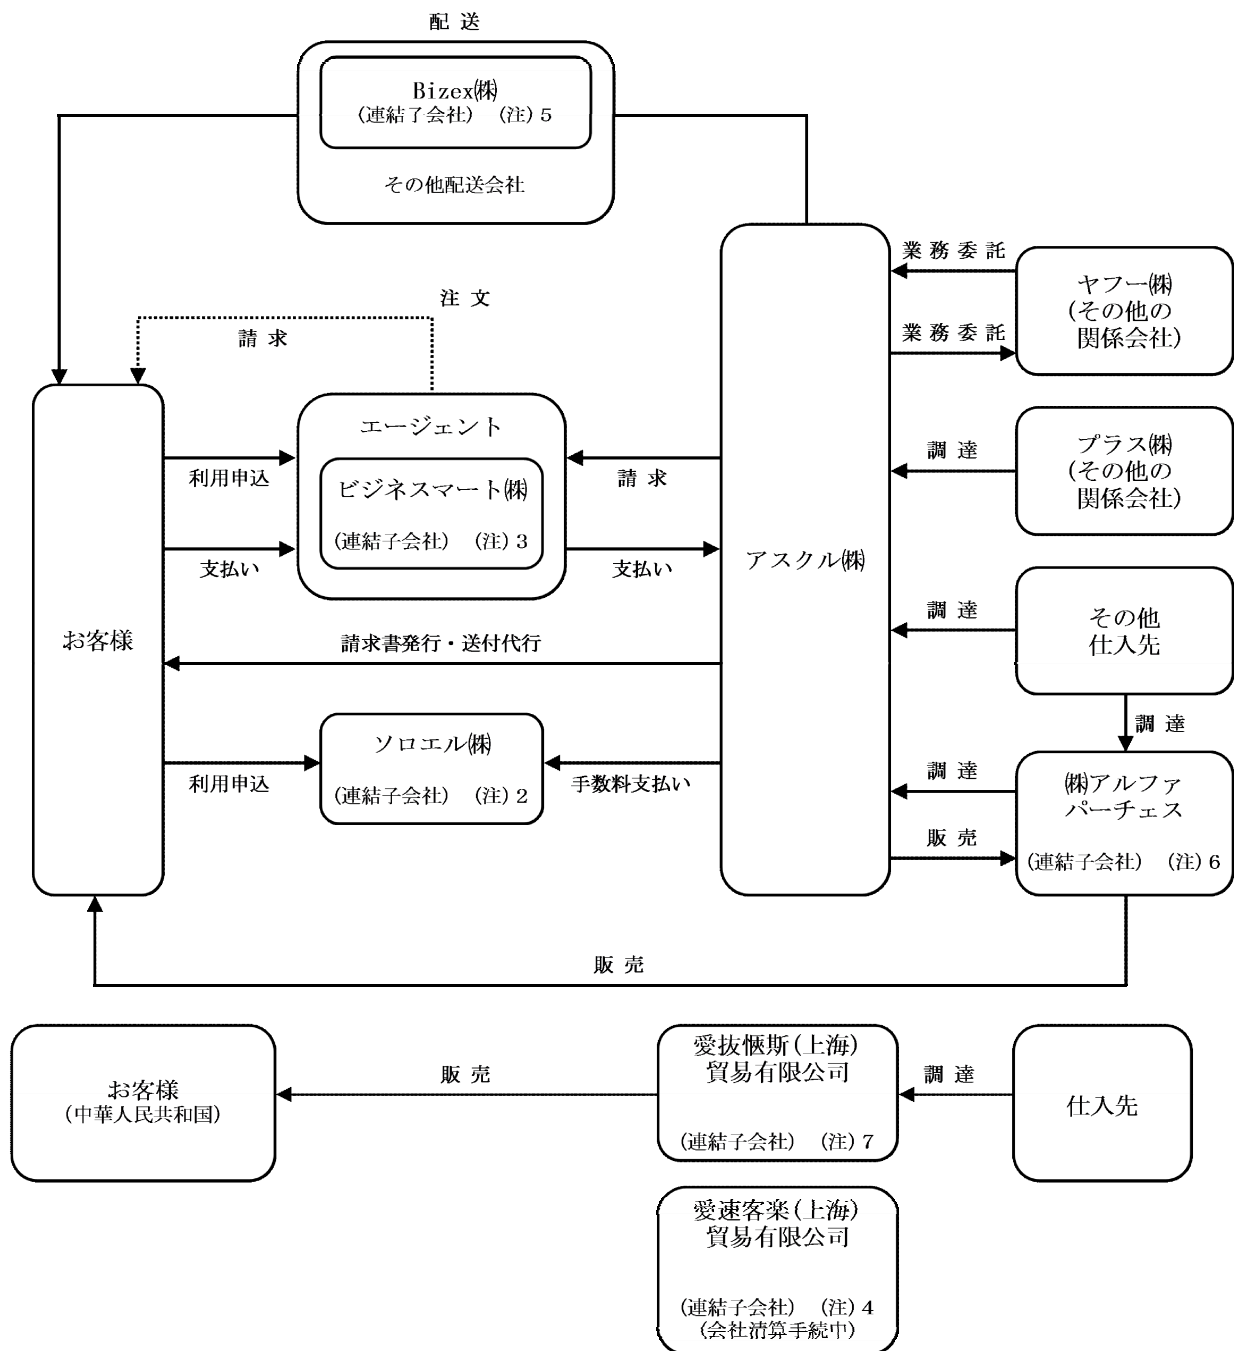 配 送
Bizex㈱
(連結子会社) (注) 5
その他配送会社
業 務 委 託
ヤフー㈱
(その他の
関係会社)
業 務 委 託
注 文
請 求
プラス㈱
(その他の
関係会社)
調 達
エージェント
利用申込
ビジネスマート㈱
(連結子会社) (注) 3
請 求
支払い
支払い
アスクル㈱
お客様
調 達
その他
仕入先
請求書発行・送付代行
調 達
ソロエル㈱
(連結子会社) (注) 2
利用申込
手数料支払い
調 達
㈱アルファ
パーチェス
(連結子会社) (注) 6
販 売
販 売
お客様
(中華人民共和国)
販 売
愛抜愜斯(上海)
貿易有限公司
(連結子会社) (注) 7
調 達
仕入先
愛速客楽(上海)
貿易有限公司
(連結子会社) (注) 4
(会社清算手続中)